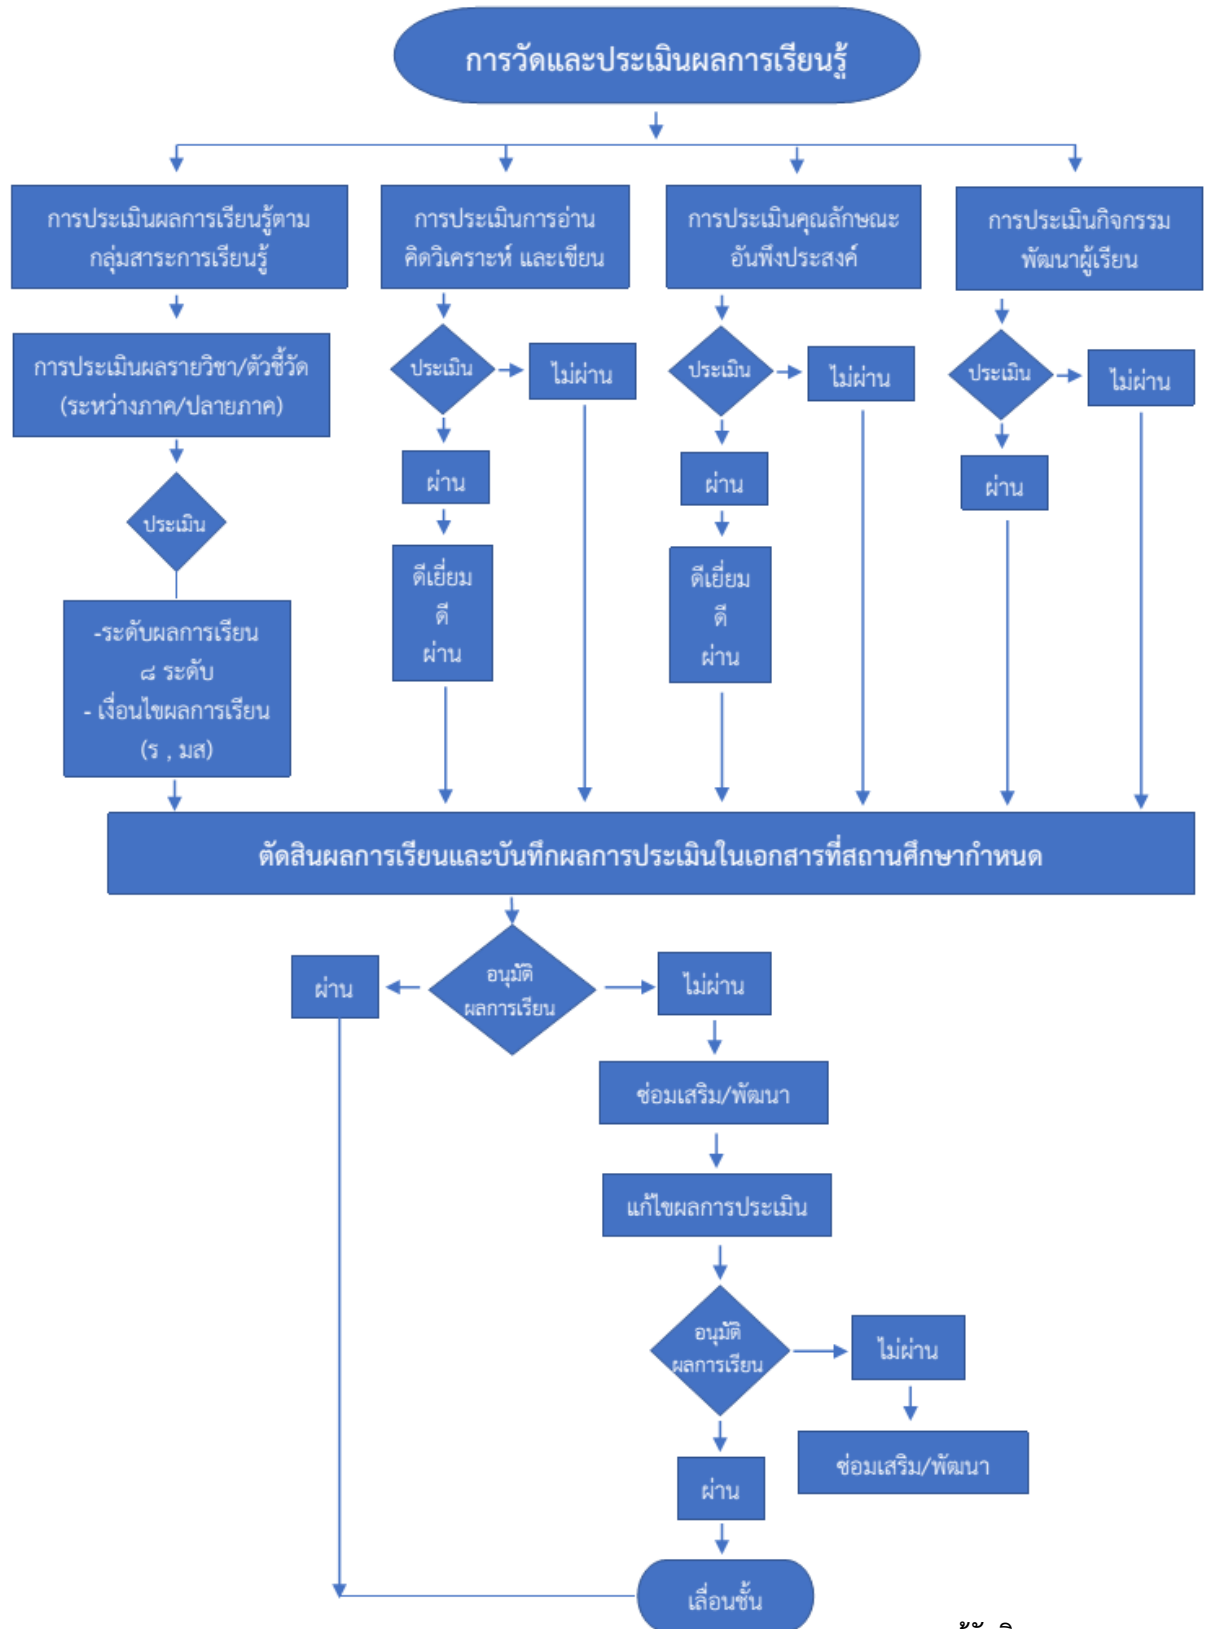 การวัดและประเมินผลการเรียนรู้
การประเมินผลการเรียนรู้ตาม
กลุ่มสาระการเรียนรู้
การประเมินการอ่าน
คิดวิเคราะห์ และเขียน
การประเมินคุณลักษณะ
อันพึงประสงค์
การประเมินกิจกรรม
พัฒนาผู้เรียน
การประเมินผลรายวิชา/ตัวชี้วัด
(ระหว่างภาค/ปลายภาค)
ประเมิน
ไม่ผ่าน
ประเมิน
ไม่ผ่าน
ประเมิน
ไม่ผ่าน
ผ่าน
ผ่าน
ผ่าน
ประเมิน
ดีเยี่ยม
ดี
ผ่าน
ดีเยี่ยม
ดี
ผ่าน
-ระดับผลการเรียน
๘ ระดับ
- เงื่อนไขผลการเรียน
(ร , มส)
ตัดสินผลการเรียนและบันทึกผลการประเมินในเอกสารที่สถานศึกษากำหนด
ผ่าน
อนุมัติ
ผลการเรียน
ไม่ผ่าน
ซ่อมเสริม/พัฒนา
แก้ไขผลการประเมิน
อนุมัติ
ผลการเรียน
ไม่ผ่าน
ซ่อมเสริม/พัฒนา
ผ่าน
เลื่อนชั้น